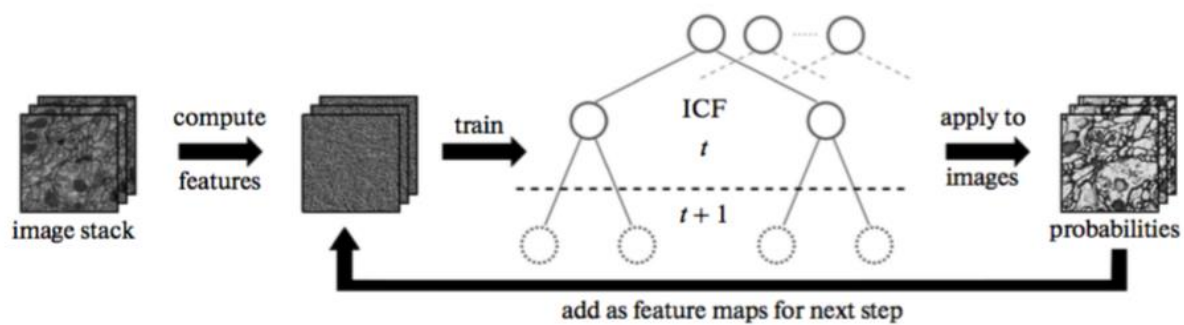 image stack
compute
features
train
ICF
t
t + 1
apply to
images
probabilities
add as feature maps for next step